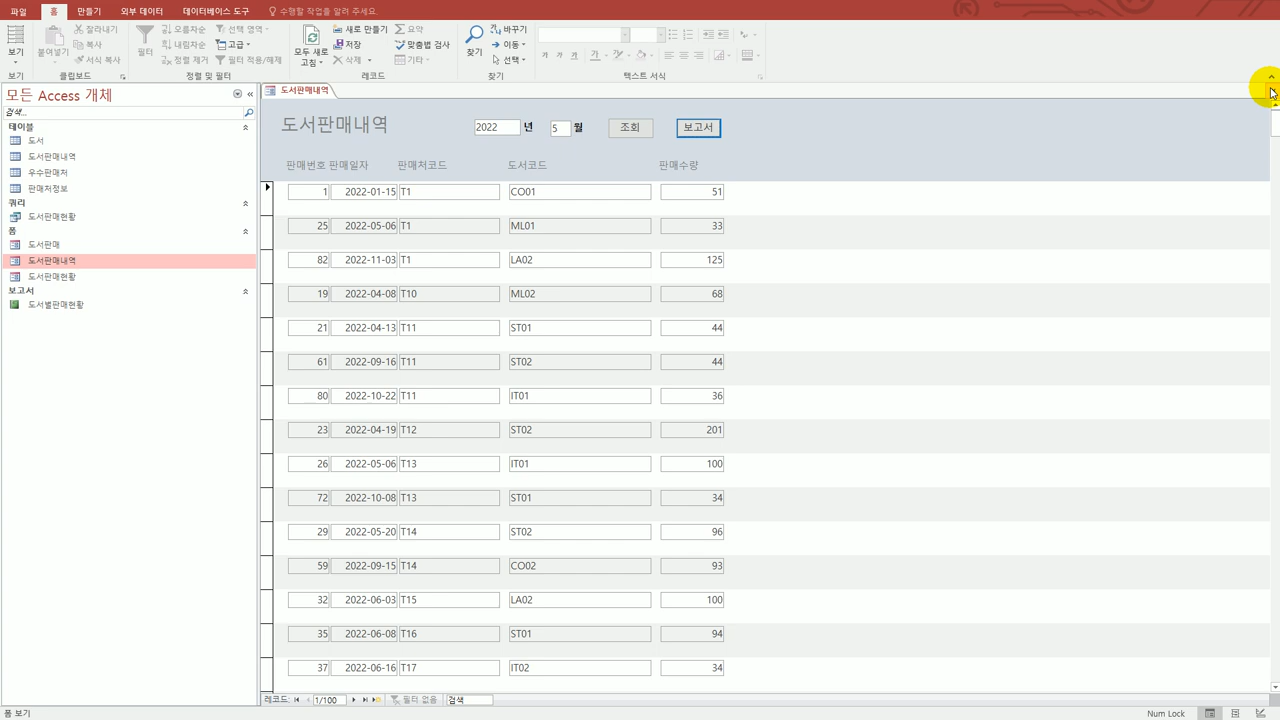 파일 홈 만들기 외부 데이터 데이터베이스 도구 수행할 작업을 알려 주세요.
잘라내기 오름차순 선택 영역 새로 만들기 요약 바꾸기
복사 내림차순 고급 저장 맞춤법 검사 이동
보기 붙여넣기 서식 복사 필터 정렬 제거 필터 적용/해제 모두 새로 고침 삭제 기타 찾기 선택
보기 클립보드 정렬 및 필터 레코드 찾기 텍스트 서식
모든 Access 개체
검색...
테이블
도서
도서판매내역
우수판매처
판매처정보
쿼리
도서판매현황
폼
도서판매
도서판매내역
도서판매현황
보고서
도서별판매현황
도서판매내역
도서판매내역 2022 년 5 월 조회 보고서
판매번호 판매일자 판매처코드 도서코드 판매수량
1 2022-01-15 T1 CO01 51
25 2022-05-06 T1 ML01 33
82 2022-11-03 T1 LA02 125
19 2022-04-08 T10 ML02 68
21 2022-04-13 T11 ST01 44
61 2022-09-16 T11 ST02 44
80 2022-10-22 T11 IT01 36
23 2022-04-19 T12 ST02 201
26 2022-05-06 T13 IT01 100
72 2022-10-08 T13 ST01 34
29 2022-05-20 T14 ST02 96
59 2022-09-15 T14 CO02 93
32 2022-06-03 T15 LA02 100
35 2022-06-08 T16 ST01 94
37 2022-06-16 T17 IT02 34
레코드: 1/100 필터 없음 검색
폼 보기 Num Lock